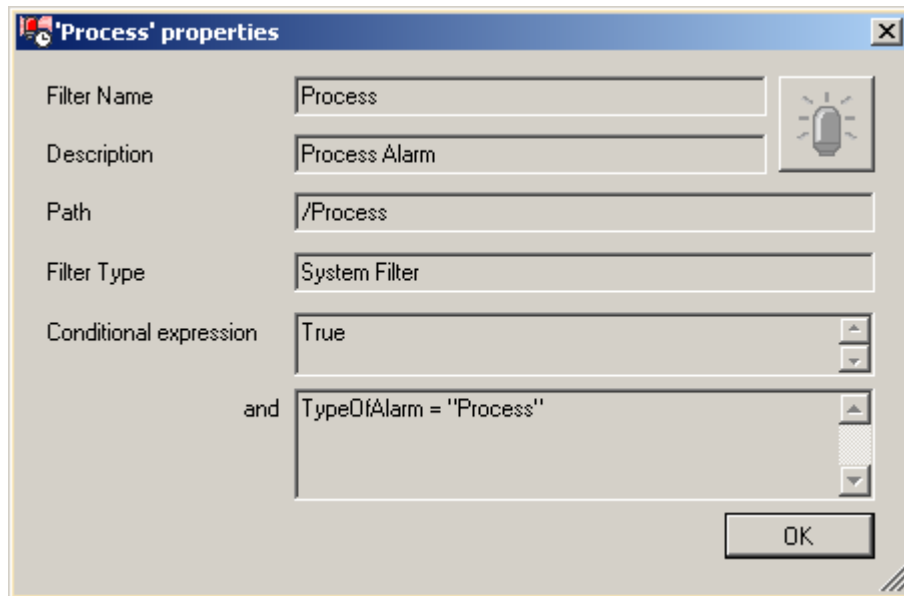 'Process' properties
Filter Name Process
Description Process Alarm
Path /Process
Filter Type System Filter
Conditional expression True
and TypeOfAlarm = "Process"
OK